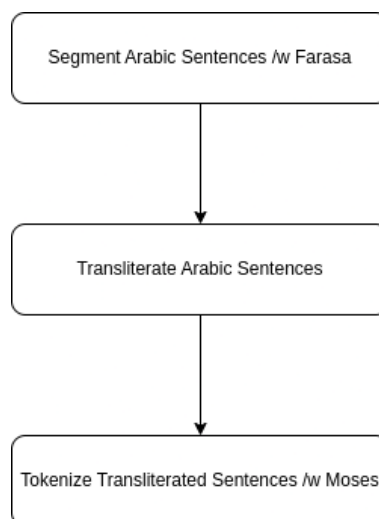 Segment Arabic Sentences /w Farasa
Transliterate Arabic Sentences
Tokenize Transliterated Sentences /w Moses